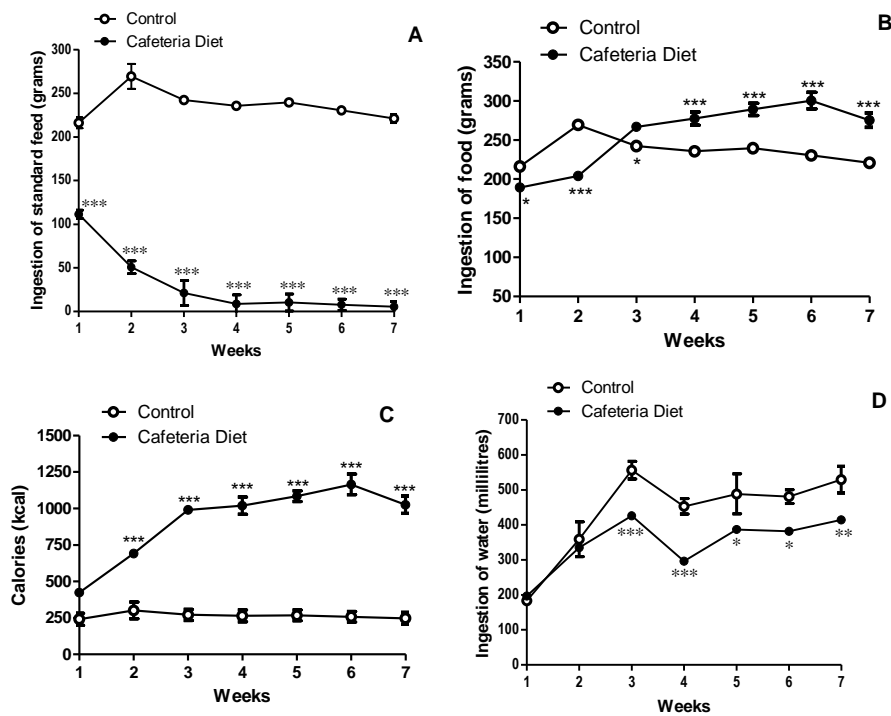 Control
Cafeteria Diet
A
Ingestion of standard feed (grams)
300
250
200
150
100
50
0
***
***
***
***
***
***
***
1 2 3 4 5 6 7
Weeks
Control
Cafeteria Diet
B
Ingestion of food (grams)
350
300
250
200
150
100
50
*
***
*
***
***
***
***
1 2 3 4 5 6 7
Weeks
Control
Cafeteria Diet
C
Calories (kcal)
1500
1250
1000
750
500
250
0
***
***
***
***
***
***
1 2 3 4 5 6 7
Weeks
Control
Cafeteria Diet
D
Ingestion of water (millilitres)
700
600
500
400
300
200
100
0
***
***
*
*
**
1 2 3 4 5 6 7
Weeks